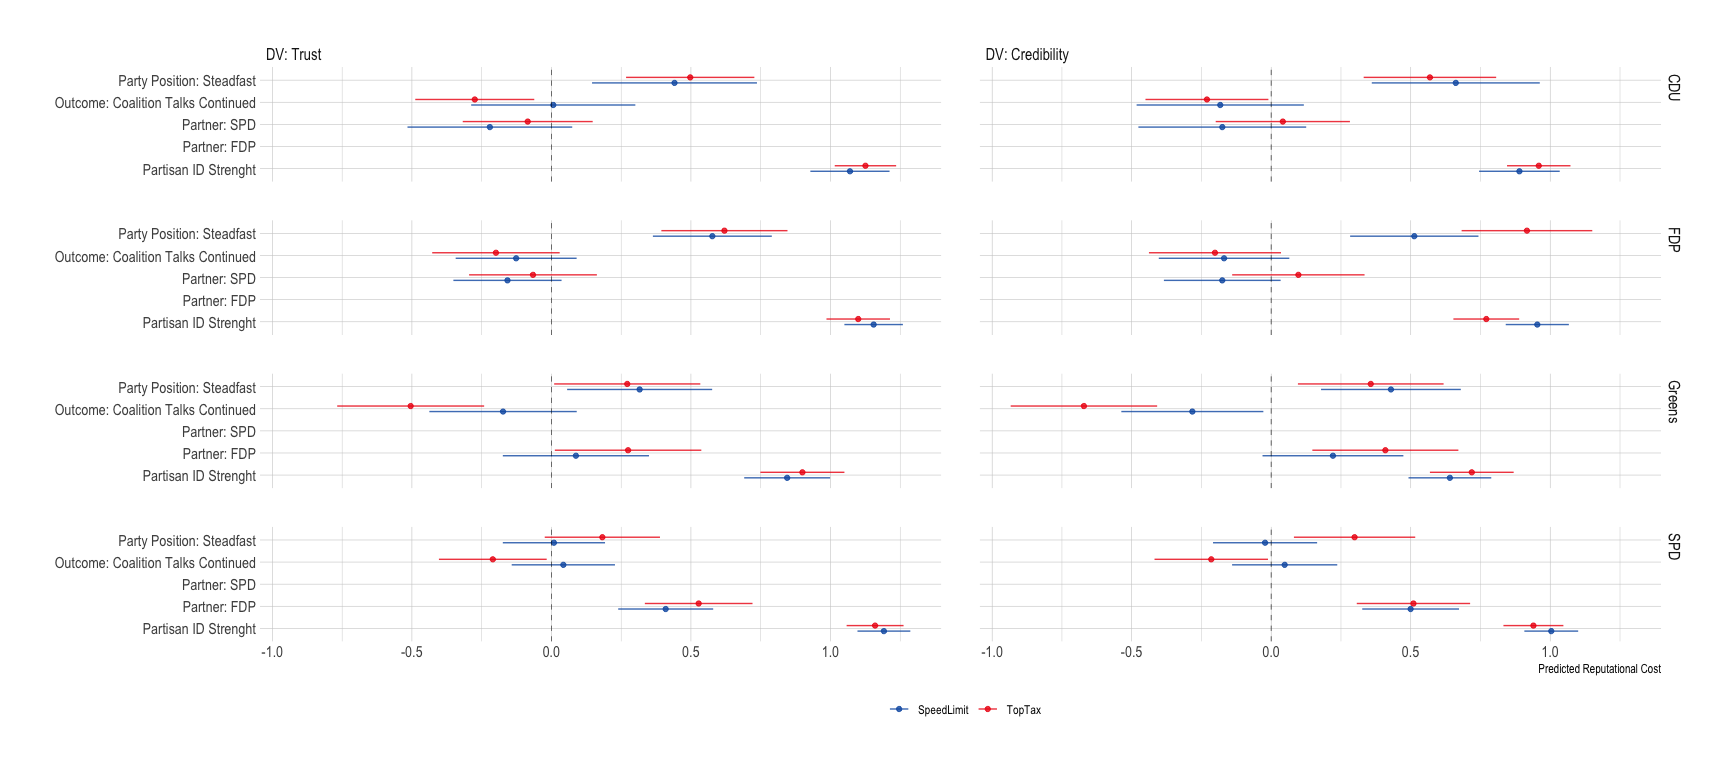 DV: Trust
DV: Credibility
Party Position: Steadfast
Outcome: Coalition Talks Continued
Partner: SPD
Partner: FDP
Partisan ID Strenght
CDU
Party Position: Steadfast
Outcome: Coalition Talks Continued
Partner: SPD
Partner: FDP
Partisan ID Strenght
FDP
Party Position: Steadfast
Outcome: Coalition Talks Continued
Partner: SPD
Partner: FDP
Partisan ID Strenght
Greens
Party Position: Steadfast
Outcome: Coalition Talks Continued
Partner: SPD
Partner: FDP
Partisan ID Strenght
SPD
-1.0 -0.5 0.0 0.5 1.0
-1.0 -0.5 0.0 0.5 1.0
Predicted Reputational Cost
SpeedLimit TopTax